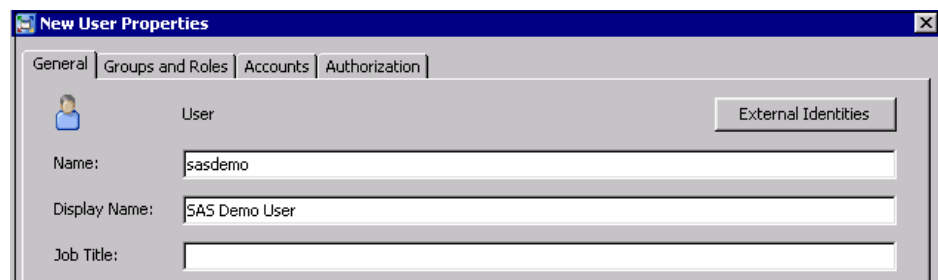 New User Properties
General Groups and Roles Accounts Authorization
User External Identities
Name: sasdemo
Display Name: SAS Demo User
Job Title: